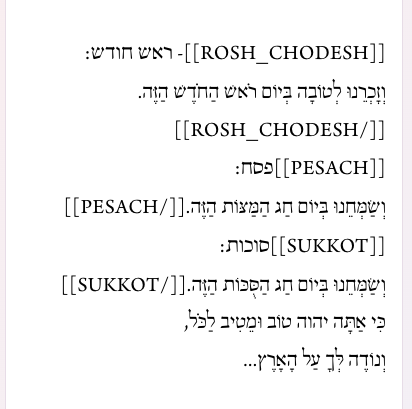 [[ROSH_CHODESH]]- ראש חודש:
וְזָכְרֵנוּ לְטוֹבָה בְּיוֹם רֹאשׁ הַחֹדֶשׁ הַזֶּה.
[[/ROSH_CHODESH]]
[[PESACH]]פסח:
וְשַׂמְּחֵנוּ בְּיוֹם חַג הַמַּצּוֹת הַזֶּה.[[/PESACH]]
[[SUKKOT]]סוכות:
וְשַׂמְּחֵנוּ בְּיוֹם חַג הַסֻּכּוֹת הַזֶּה.[[/SUKKOT]]
כִּי אַתָּה יהוה טוֹב וּמֵטִיב לַכֹּל,
וְנוֹדֶה לְּךָ עַל הָאָרֶץ...